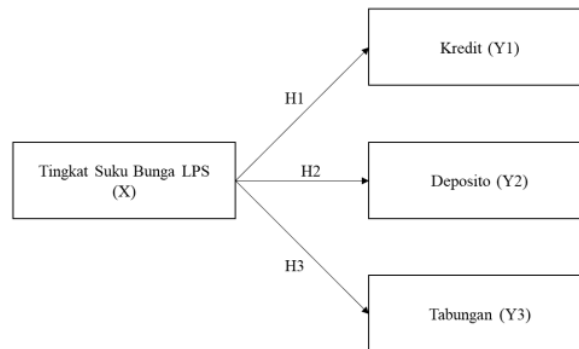 Kredit (Y1)
H1
Tingkat Suku Bunga LPS
(X)
H2
Deposito (Y2)
H3
Tabungan (Y3)